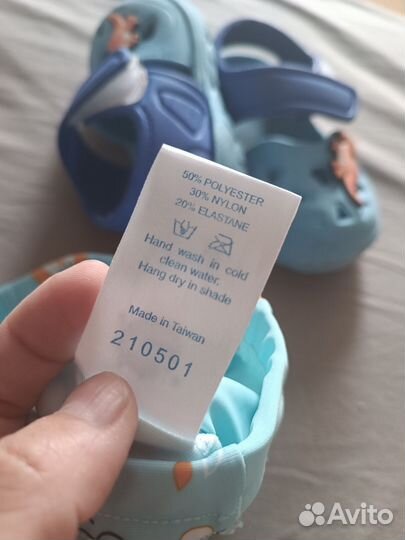 50% POLYESTER
30% NYLON
20% ELASTANE
Hand wash in cold
clean water.
Hang dry in shade
Made in Taiwan
210501
Avito